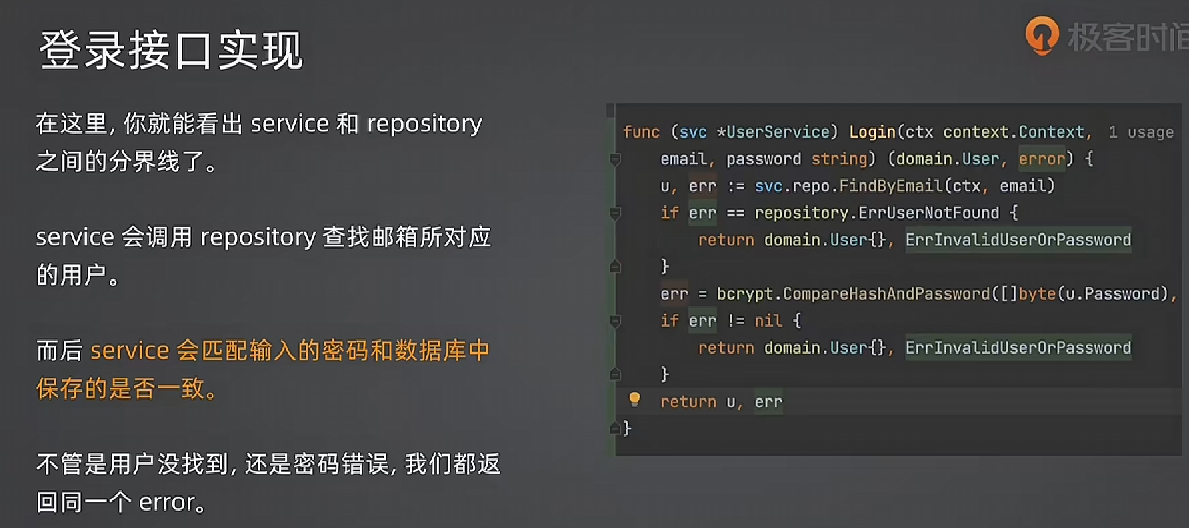 登录接口实现
极客时间
在这里, 你就能看出 service 和 repository
之间的分界线了。
service 会调用 repository 查找邮箱所对应
的用户。
而后 service 会匹配输入的密码和数据库中
保存的是否一致。
不管是用户没找到, 还是密码错误, 我们都返
回同一个 error。
func (svc *UserService) Login(ctx context.Context, 1 usage
email, password string) (domain.User, error) {
u, err := svc.repo.FindByEmail(ctx, email)
if err == repository.ErrUserNotFound {
return domain.User{}, ErrInvalidUserOrPassword
}
err = bcrypt.CompareHashAndPassword([]byte(u.Password),
if err != nil {
return domain.User{}, ErrInvalidUserOrPassword
}
return u, err
}